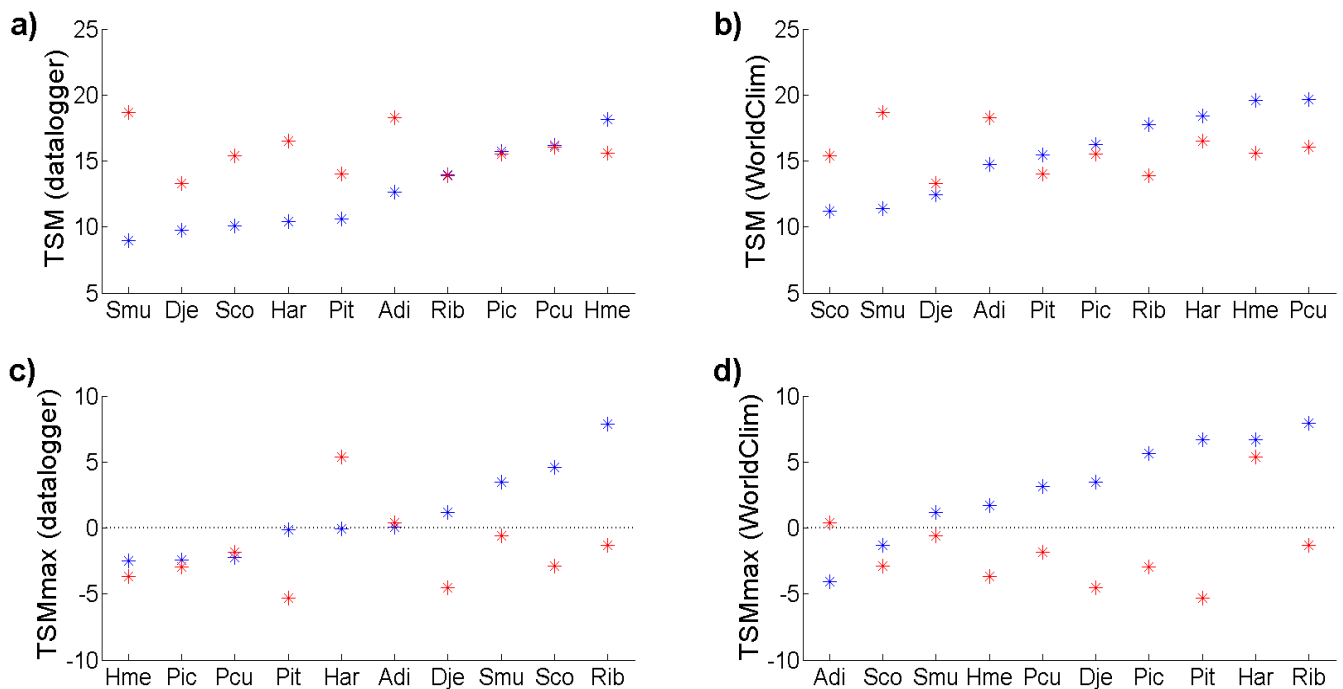 a)
TSM (datalogger)
25
20
15
10
5
Smu Dje Sco Har Pit Adi Rib Pic Pcu Hme
b)
TSM (WorldClim)
25
20
15
10
5
Sco Smu Dje Adi Pit Pic Rib Har Hme Pcu
c)
TSMmax (datalogger)
10
5
0
-5
-10
Hme Pic Pcu Pit Har Adi Dje Smu Sco Rib
d)
TSMmax (WorldClim)
10
5
0
-5
-10
Adi Sco Smu Hme Pcu Dje Pic Pit Har Rib